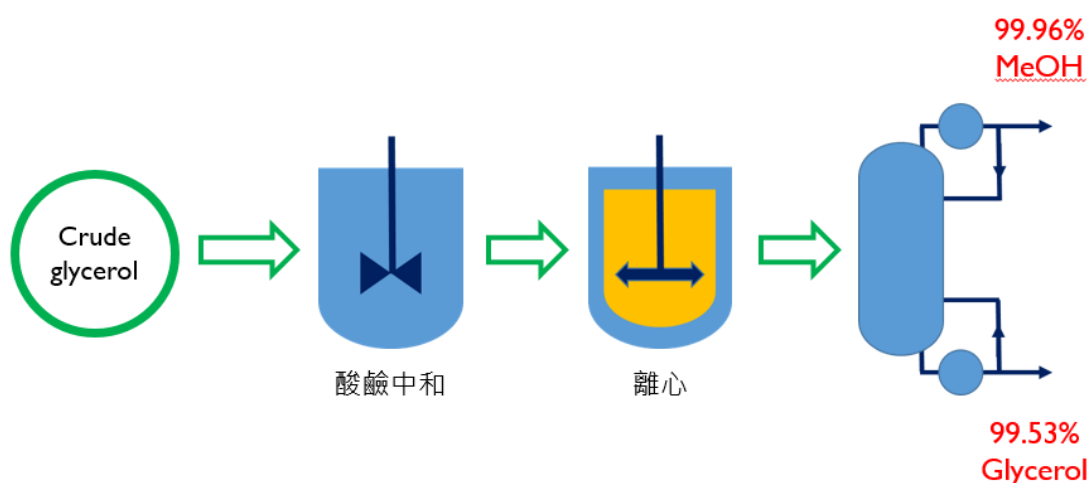 99.96%
MeOH
Crude
glycerol
酸鹼中和
離心
99.53%
Glycerol